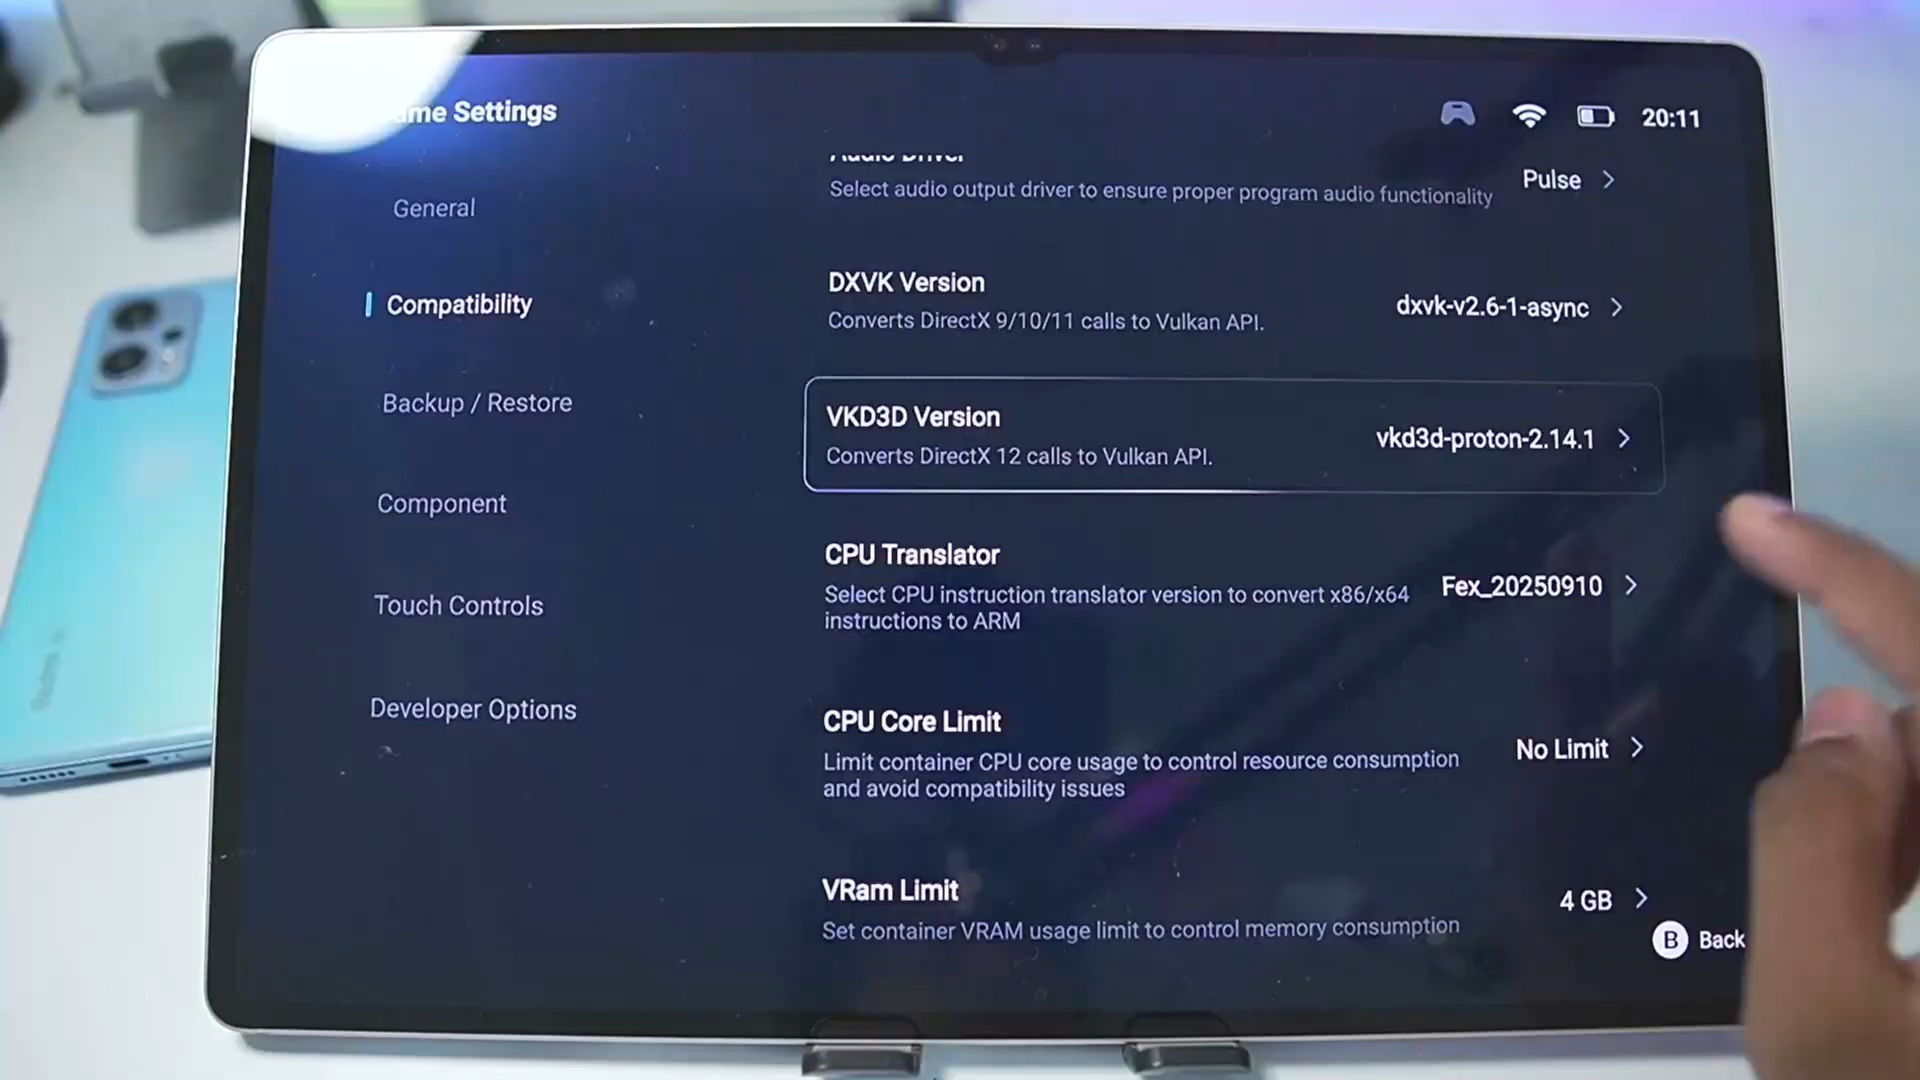 Settings
20:11
General
Compatibility
Backup / Restore
Component
Touch Controls
Developer Options
Audio Driver
Select audio output driver to ensure proper program audio functionality
Pulse
DXVK Version
Converts DirectX 9/10/11 calls to Vulkan API.
dxvk-v2.6-1-async
VKD3D Version
Converts DirectX 12 calls to Vulkan API.
vkd3d-proton-2.14.1
CPU Translator
Select CPU instruction translator version to convert x86/x64
instructions to ARM
Fex_20250910
CPU Core Limit
Limit container CPU core usage to control resource consumption
and avoid compatibility issues
No Limit
VRam Limit
Set container VRAM usage limit to control memory consumption
4 GB
B Back